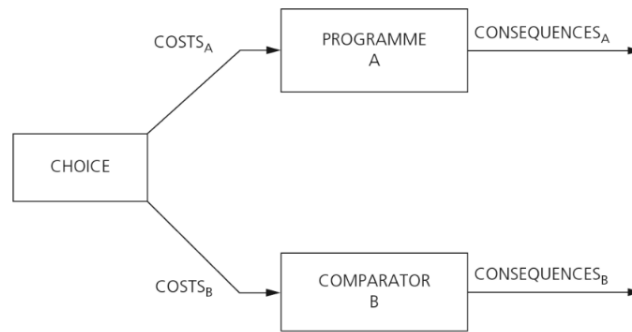 PROGRAMME
A
COSTS_A
CONSEQUENCES_A
CHOICE
COMPARATOR
B
COSTS_B
CONSEQUENCES_B